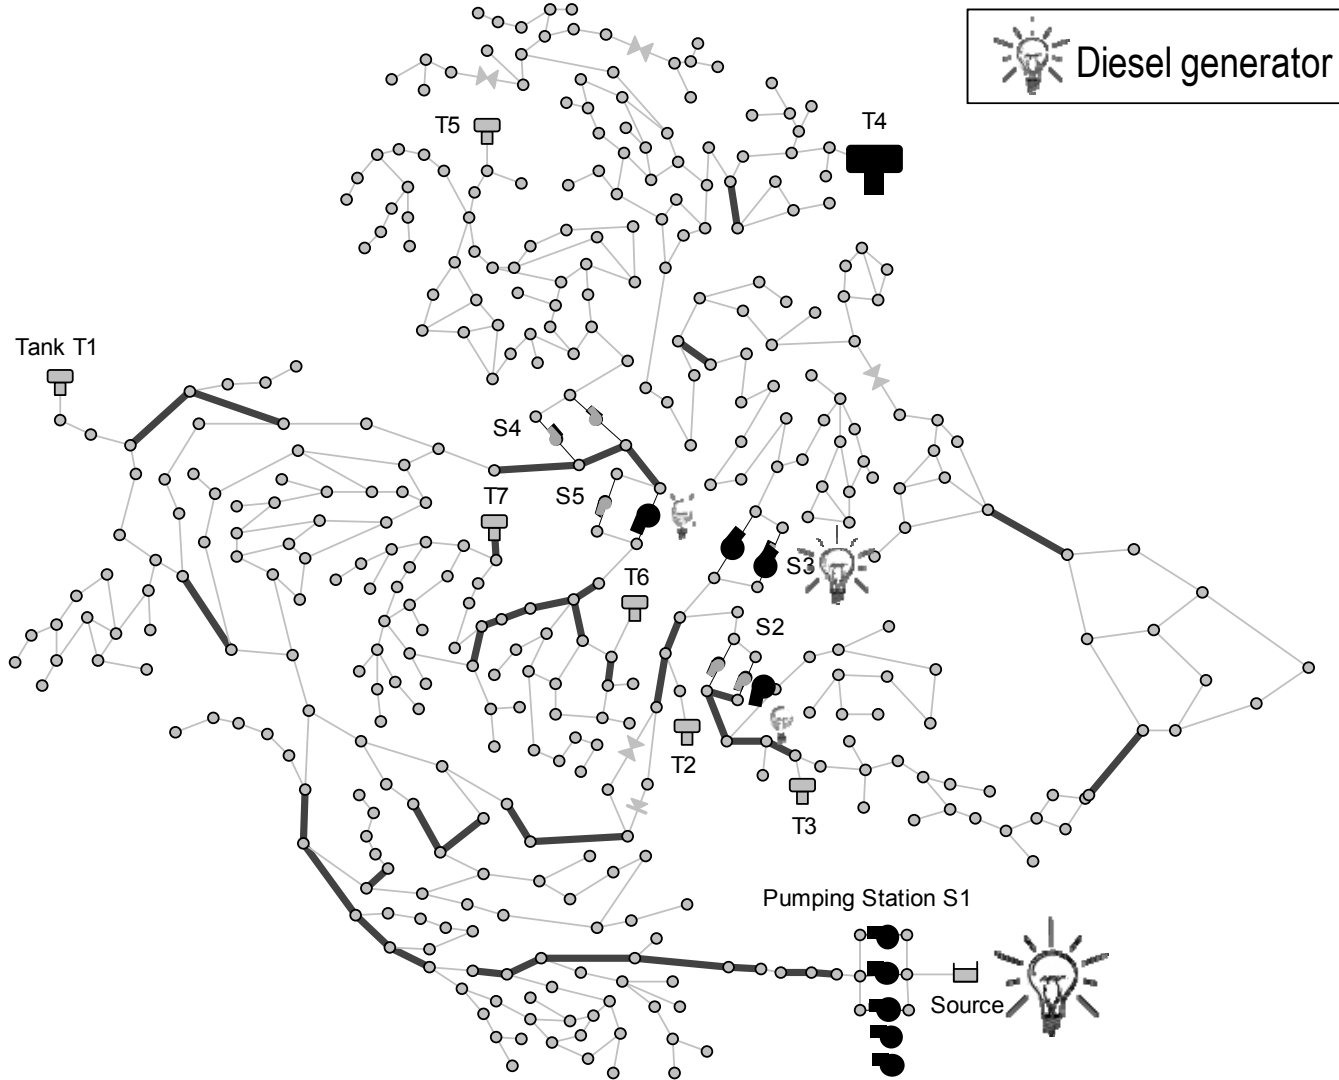 Diesel generator
T4
T5
Tank T1
S4
T7
S5
S3
T6
S2
T2
T3
Pumping Station S1
Source